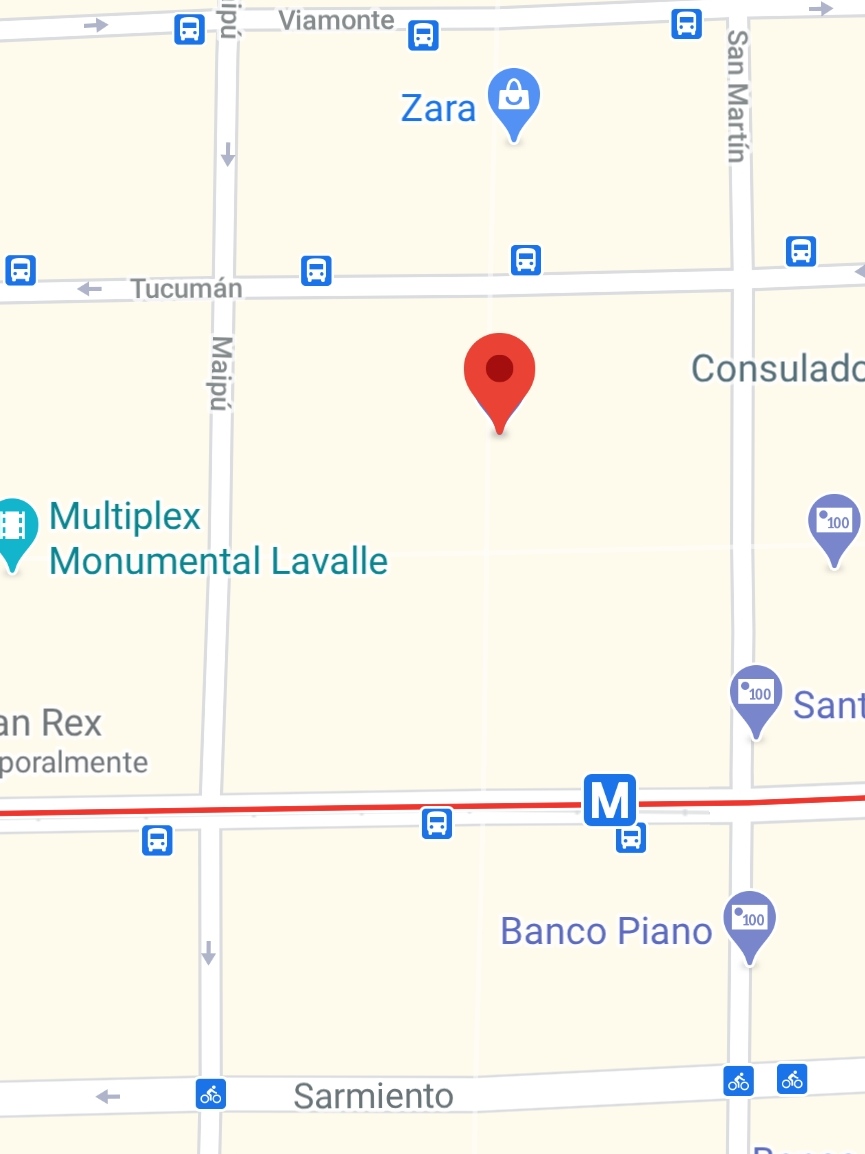 ipú
Viamonte
San Martín
Zara
Tucumán
Maipú
Consulado
Multiplex
Monumental Lavalle
100
100
Sant
an Rex
poralmente
M
100
Banco Piano
Sarmiento